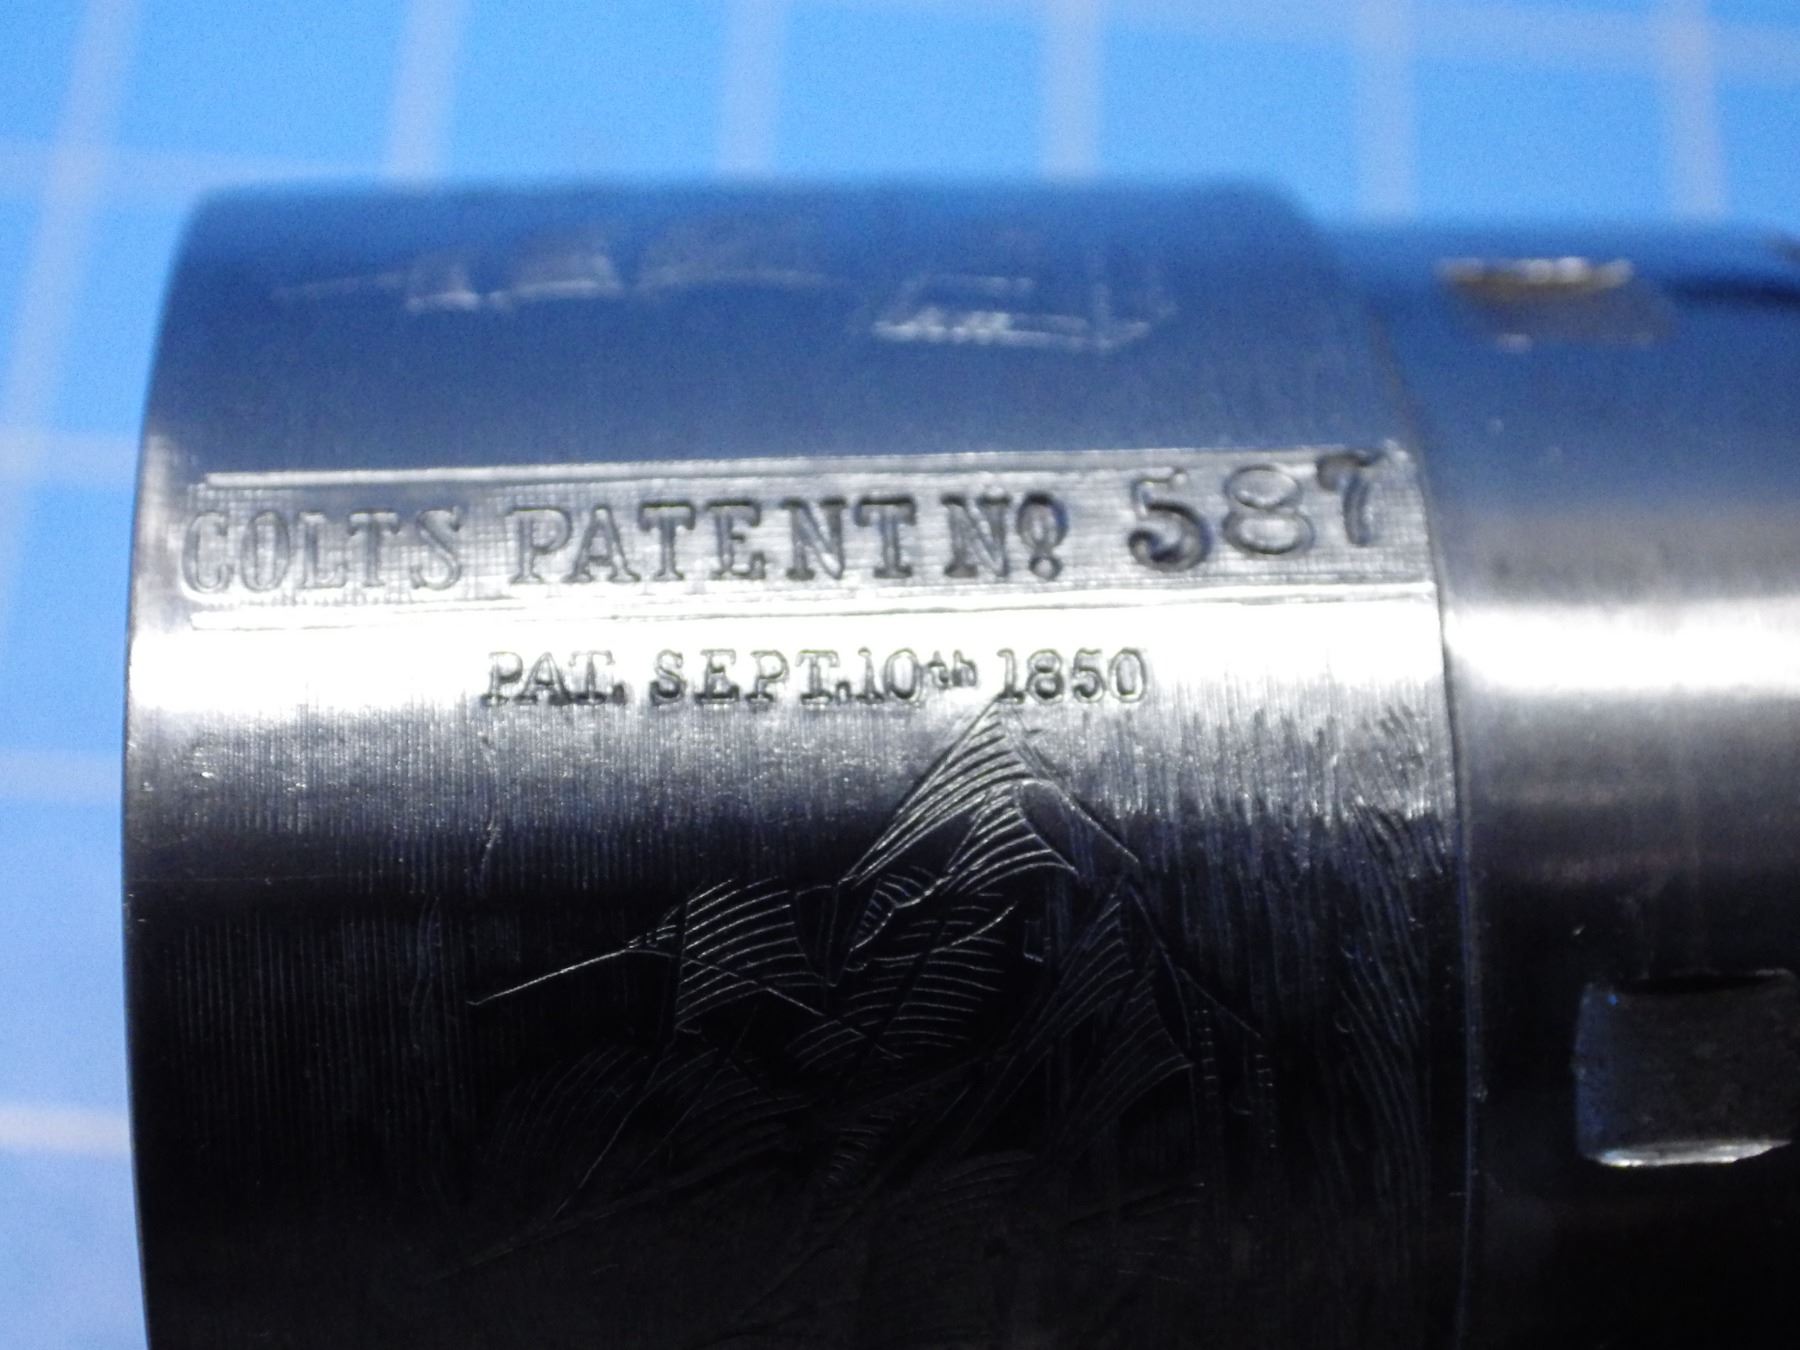 COLTS PATENT No. 587
PAT. SEPT. 10th 1850